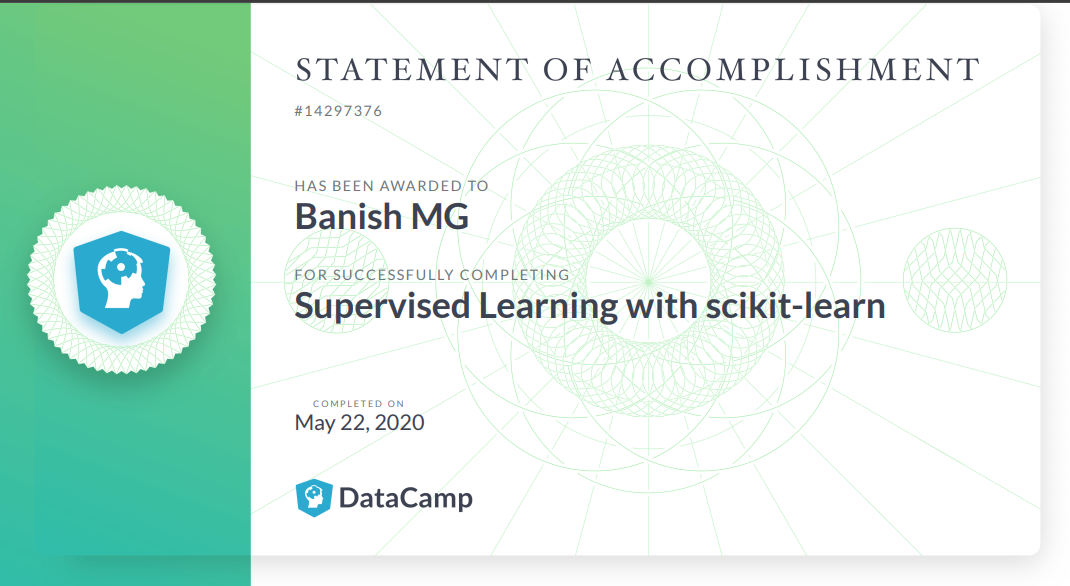 STATEMENT OF ACCOMPLISHMENT
#14297376
HAS BEEN AWARDED TO
Banish MG
FOR SUCCESSFULLY COMPLETING
Supervised Learning with scikit-learn
COMPLETED ON
May 22, 2020
DataCamp